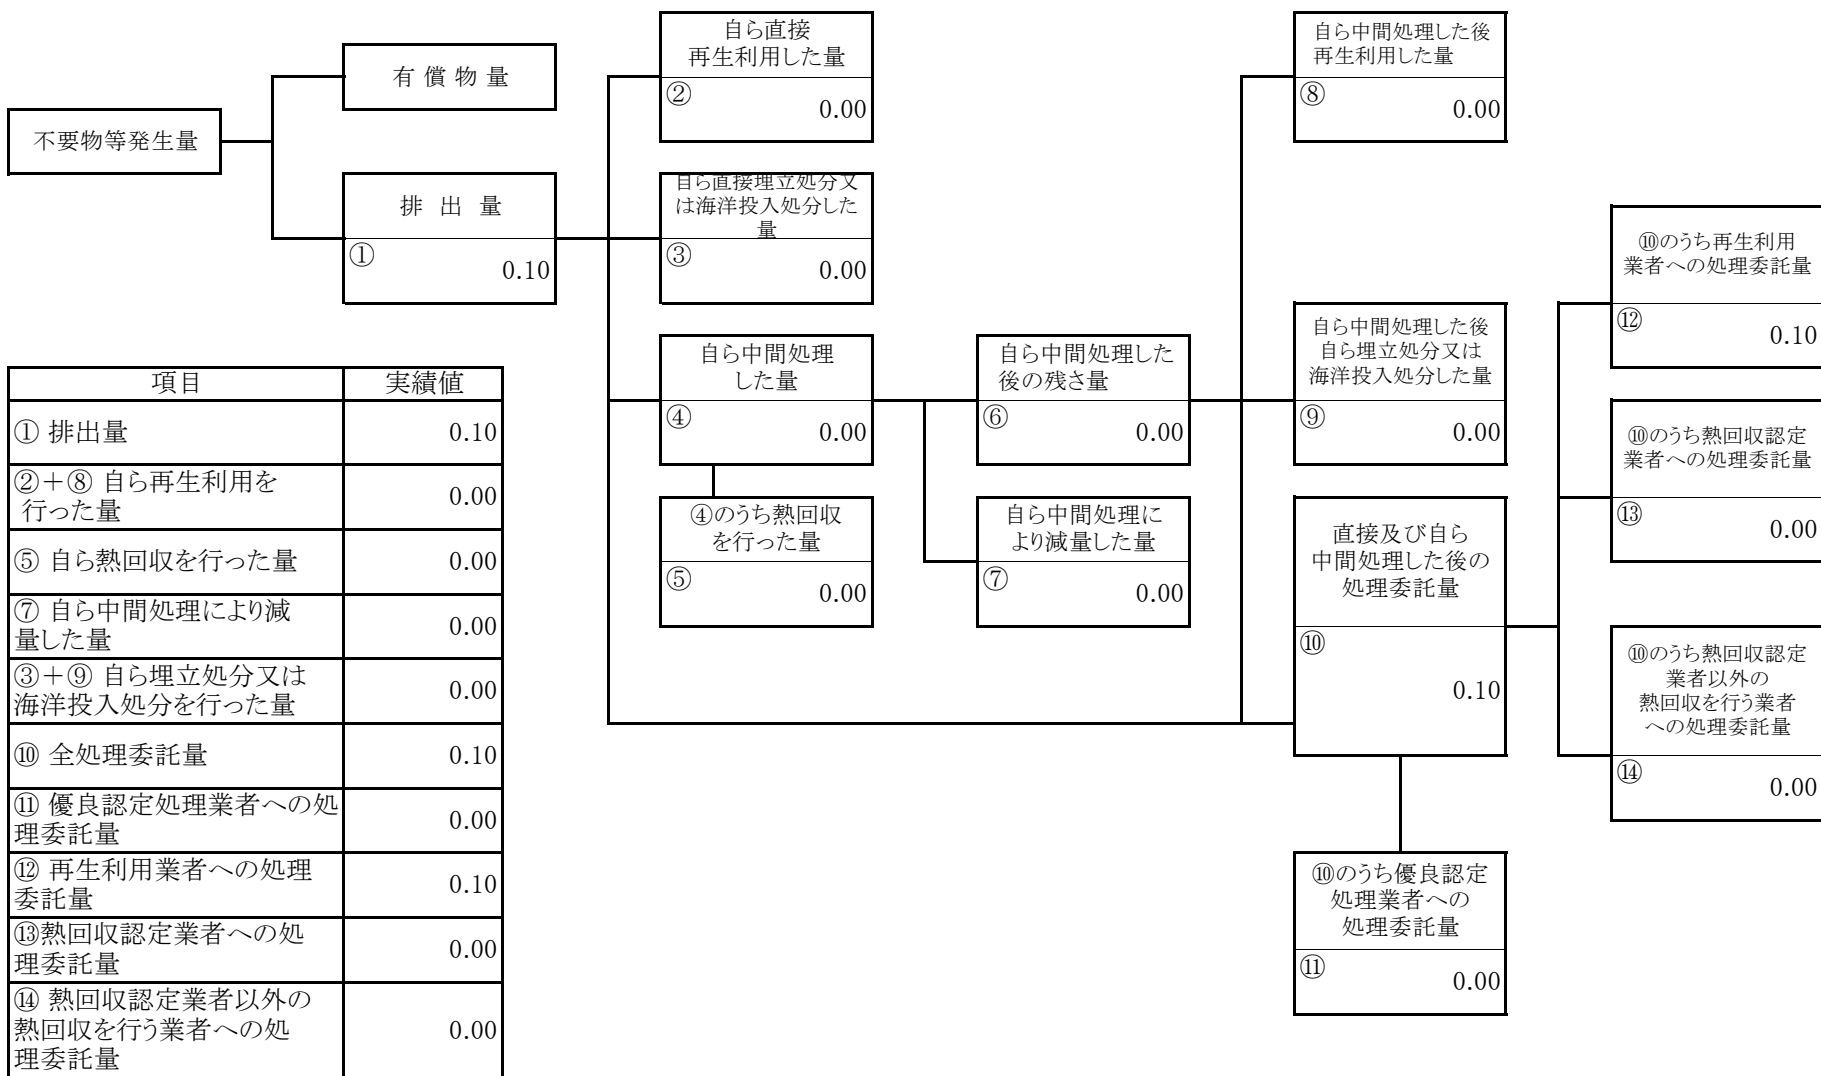 自ら直接
再生利用した量
②
0.00
自ら中間処理した後
再生利用した量
⑧
0.00
有 償 物 量
不要物等発生量
排 出 量
①
0.10
自ら直接埋立処分又
は海洋投入処分した
量
③
0.00
⑩のうち再生利用
業者への処理委託量
⑫
0.10
自ら中間処理
した量
④
0.00
自ら中間処理した
後の残さ量
⑥
0.00
自ら中間処理した後
自ら埋立処分又は
海洋投入処分した量
⑨
0.00
⑩のうち熱回収認定
業者への処理委託量
⑬
0.00
④のうち熱回収
を行った量
⑤
0.00
自ら中間処理に
より減量した量
⑦
0.00
直接及び自ら
中間処理した後の
処理委託量
⑩
0.10
⑩のうち熱回収認定
業者以外の
熱回収を行う業者
への処理委託量
⑭
0.00
⑩のうち優良認定
処理業者への
処理委託量
⑪
0.00
項目 実績値
① 排出量 0.10
②+⑧ 自ら再生利用を
行った量 0.00
⑤ 自ら熱回収を行った量 0.00
⑦ 自ら中間処理により減
量した量 0.00
③+⑨ 自ら埋立処分又は
海洋投入処分を行った量 0.00
⑩ 全処理委託量 0.10
⑪ 優良認定処理業者への処
理委託量 0.00
⑫ 再生利用業者への処理
委託量 0.10
⑬熱回収認定業者への処
理委託量 0.00
⑭ 熱回収認定業者以外の
熱回収を行う業者への処
理委託量 0.00